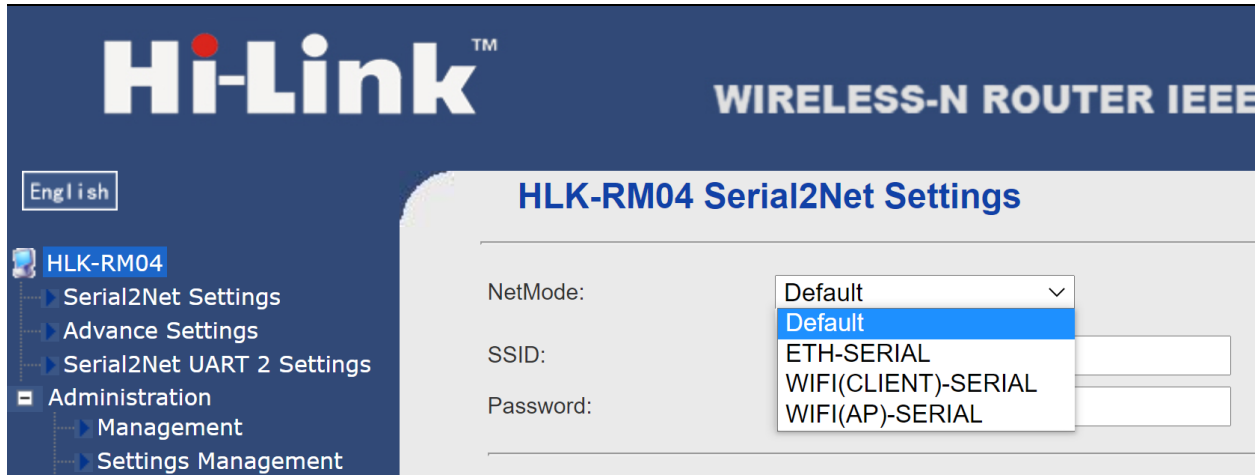 Hi-Link™
WIRELESS-N ROUTER IEEE
English
HLK-RM04 Serial2Net Settings
HLK-RM04
Serial2Net Settings
Advance Settings
Serial2Net UART 2 Settings
Administration
Management
Settings Management
NetMode:
Default
Default
ETH-SERIAL
WIFI(CLIENT)-SERIAL
WIFI(AP)-SERIAL
SSID:
Password: